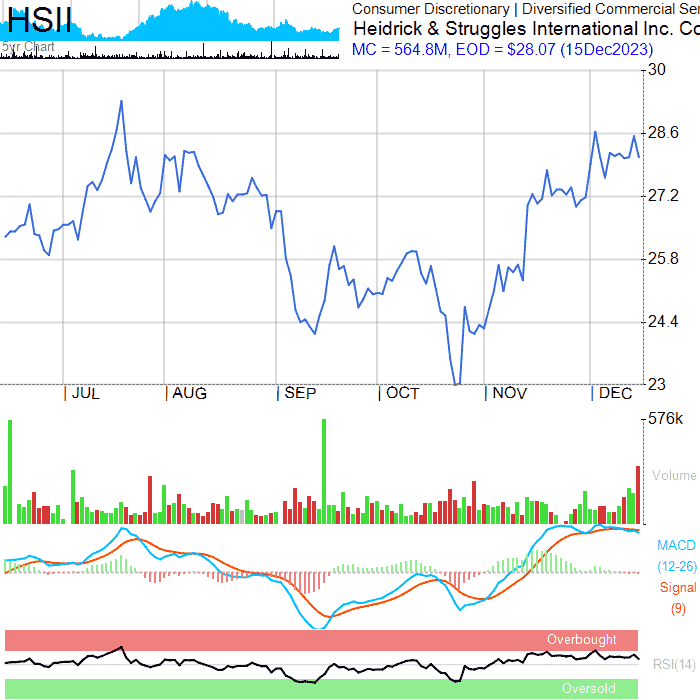 HSII
5yr Chart
Consumer Discretionary | Diversified Commercial Ser
Heidrick & Struggles International Inc. Co
MC = 564.8M, EOD = $28.07 (15Dec2023)
30
28.6
27.2
25.8
24.4
23
| JUL | AUG | SEP | OCT | NOV | DEC
576k
Volume
MACD
(12-26)
Signal
(9)
Overbought
RSI(14)
Oversold